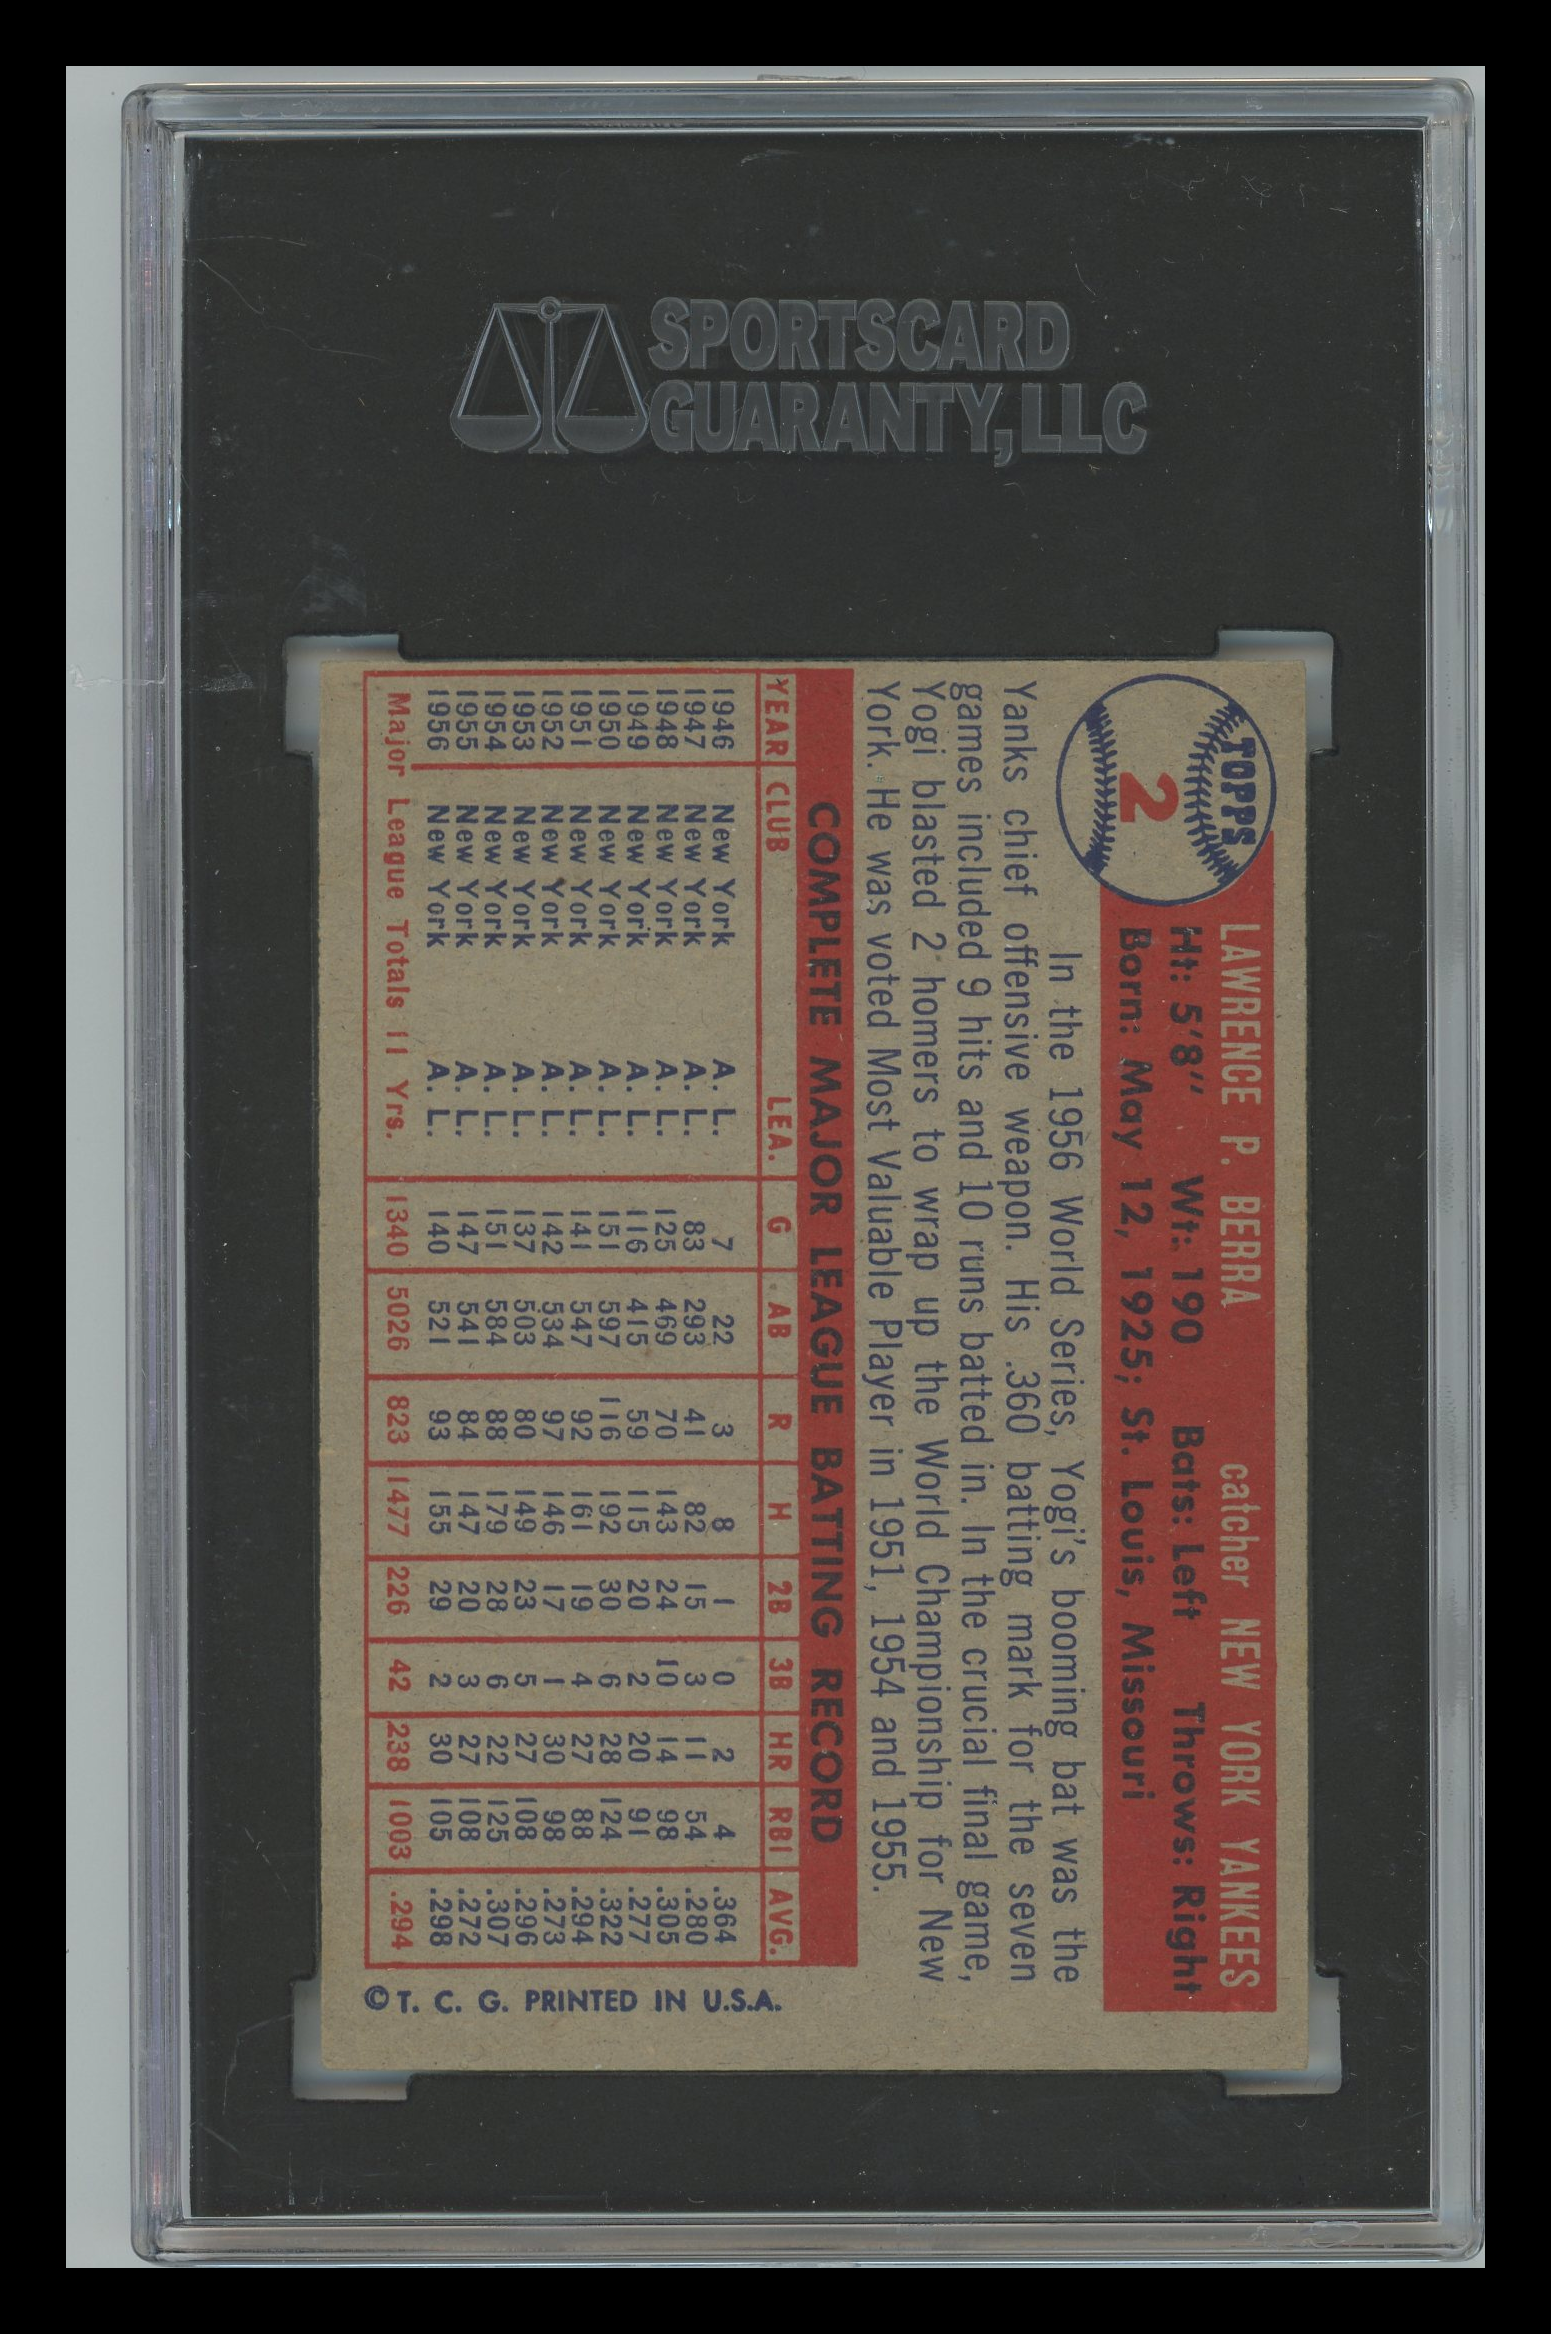 SPORTSCARD
GUARANTY, LLC
TOPPS
2
LAWRENCE P. BERRA catcher NEW YORK YANKEES
Ht: 5'8" Wt: 190 Bats: Left Throws: Right
Born: May 12, 1925; St. Louis, Missouri
In the 1956 World Series, Yogi's booming bat was the
Yanks chief offensive weapon. His .360 batting mark for the seven
games included 9 hits and 10 runs batted in. In the crucial final game,
Yogi blasted 2 homers to wrap up the World Championship for New
York. He was voted Most Valuable Player in 1951, 1954 and 1955.
COMPLETE MAJOR LEAGUE BATTING RECORD
YEAR CLUB LEA. G AB R H 2B 3B HR RBI AVG.
1946 New York A. L. 7 22 3 8 1 0 2 4 .364
1947 New York A. L. 83 293 41 82 15 3 11 54 .280
1948 New York A. L. 125 469 70 143 24 10 14 98 .305
1949 New York A. L. 116 415 59 115 20 2 20 91 .277
1950 New York A. L. 151 597 116 192 30 6 28 124 .322
1951 New York A. L. 141 547 92 161 19 4 27 88 .294
1952 New York A. L. 142 534 97 146 17 1 30 98 .273
1953 New York A. L. 137 503 80 149 23 5 27 108 .296
1954 New York A. L. 151 584 88 179 28 6 22 125 .307
1955 New York A. L. 147 541 84 147 20 3 27 108 .272
1956 New York A. L. 140 521 93 155 29 2 30 105 .298
Major League Totals 11 Yrs. 1340 5026 823 1477 226 42 238 1003 .294
© T. C. G. PRINTED IN U.S.A.